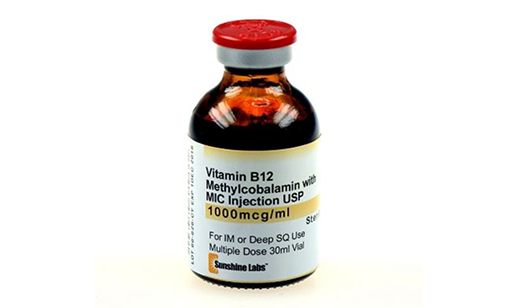 Vitamin B12
Methylcobalamin with
MIC Injection USP
1000mcg/ml
For IM or Deep SQ Use
Multiple Dose 30ml Vial
Sunshine Labs™